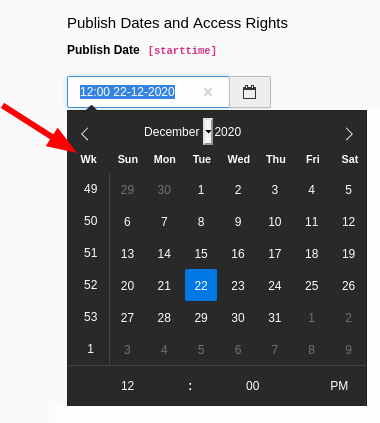 Publish Dates and Access Rights
Publish Date [starttime]
12:00 22-12-2020 ×
December 2020
Wk Sun Mon Tue Wed Thu Fri Sat
49 29 30 1 2 3 4 5
50 6 7 8 9 10 11 12
51 13 14 15 16 17 18 19
52 20 21 22 23 24 25 26
53 27 28 29 30 31 1 2
1 3 4 5 6 7 8 9
12 : 00 PM